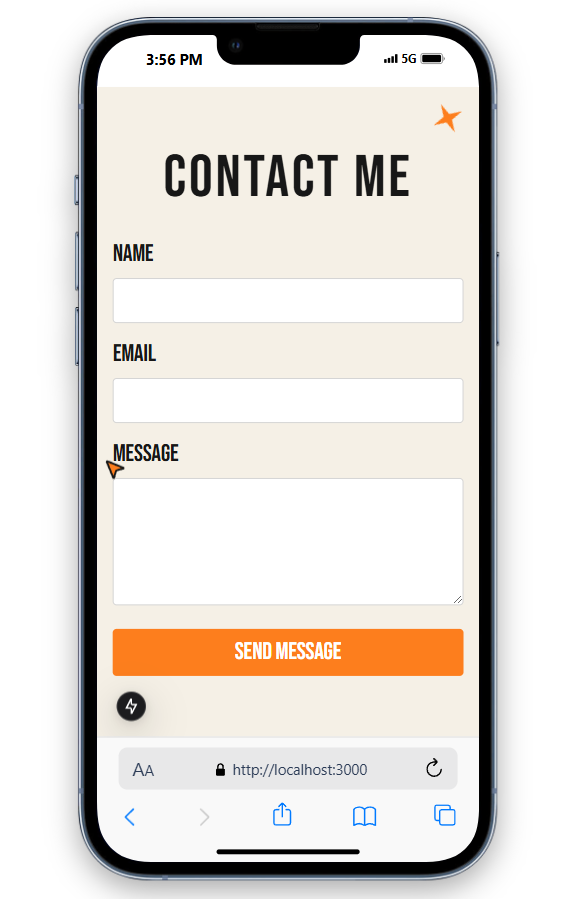 3:56 PM 5G
CONTACT ME
NAME
EMAIL
MESSAGE
SEND MESSAGE
AA http://localhost:3000